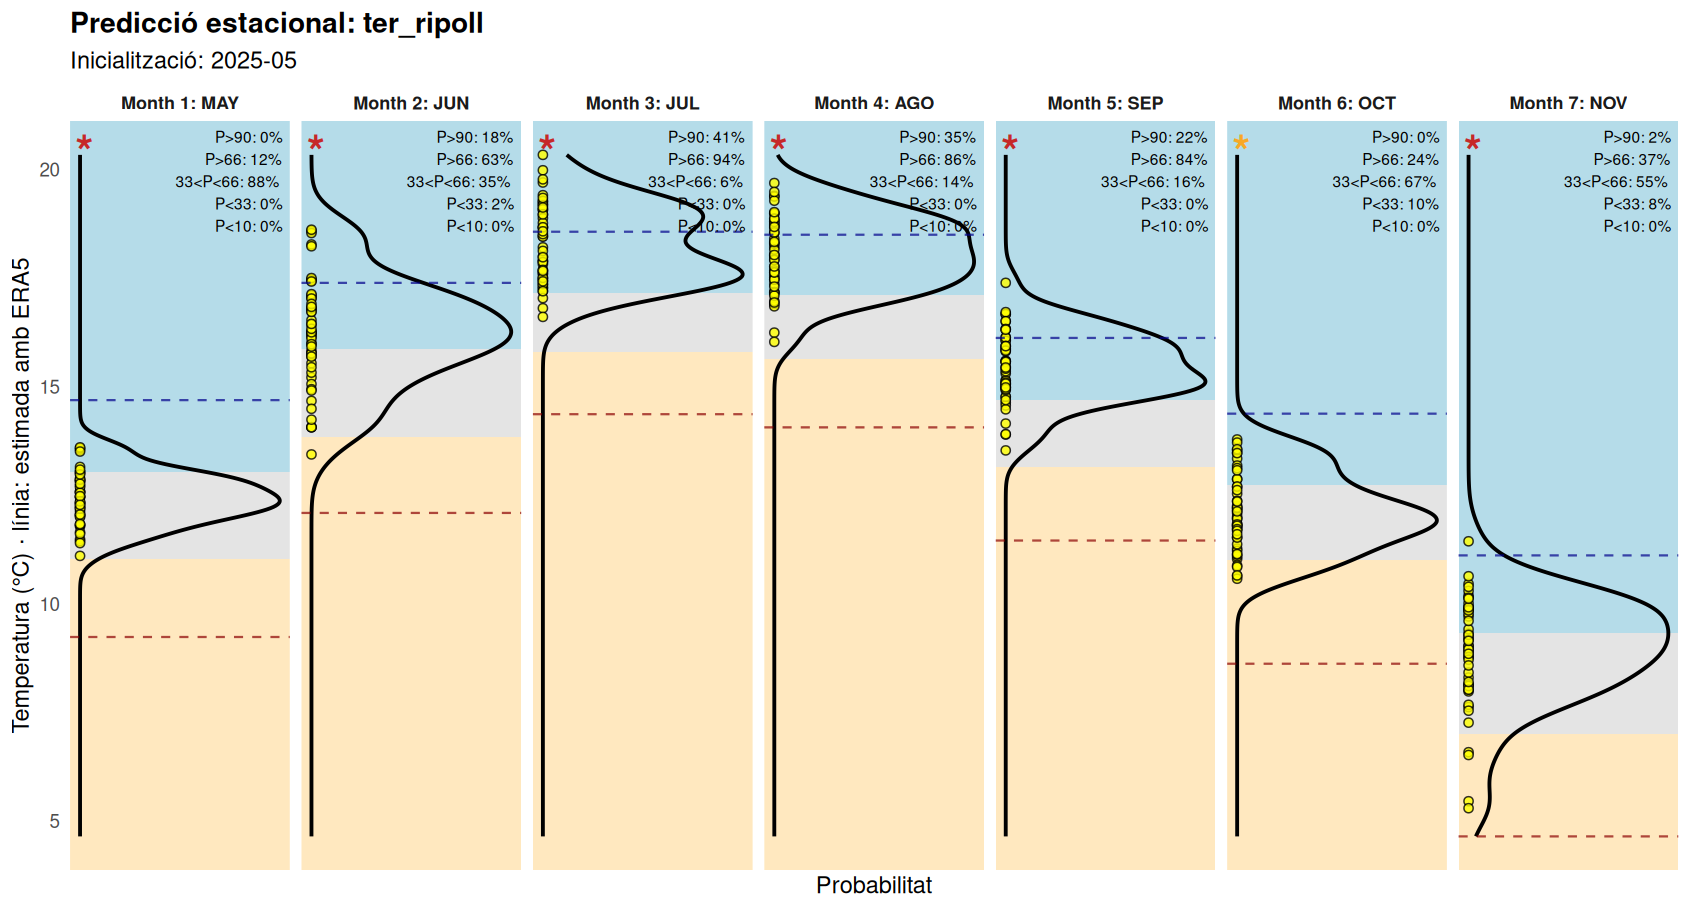 Predicció estacional: ter_ripoll
Inicialització: 2025-05
Month 1: MAY
Month 2: JUN
Month 3: JUL
Month 4: AGO
Month 5: SEP
Month 6: OCT
Month 7: NOV
*
P>90: 0%
P>66: 12%
33<P<66: 88%
P<33: 0%
P<10: 0%
*
P>90: 18%
P>66: 63%
33<P<66: 35%
P<33: 2%
P<10: 0%
*
P>90: 41%
P>66: 94%
33<P<66: 6%
P<33: 0%
P<10: 0%
*
P>90: 35%
P>66: 86%
33<P<66: 14%
P<33: 0%
P<10: 0%
*
P>90: 22%
P>66: 84%
33<P<66: 16%
P<33: 0%
P<10: 0%
*
P>90: 0%
P>66: 24%
33<P<66: 67%
P<33: 10%
P<10: 0%
*
P>90: 2%
P>66: 37%
33<P<66: 55%
P<33: 8%
P<10: 0%
20
15
10
5
Temperatura (°C) · línia: estimada amb ERA5
Probabilitat